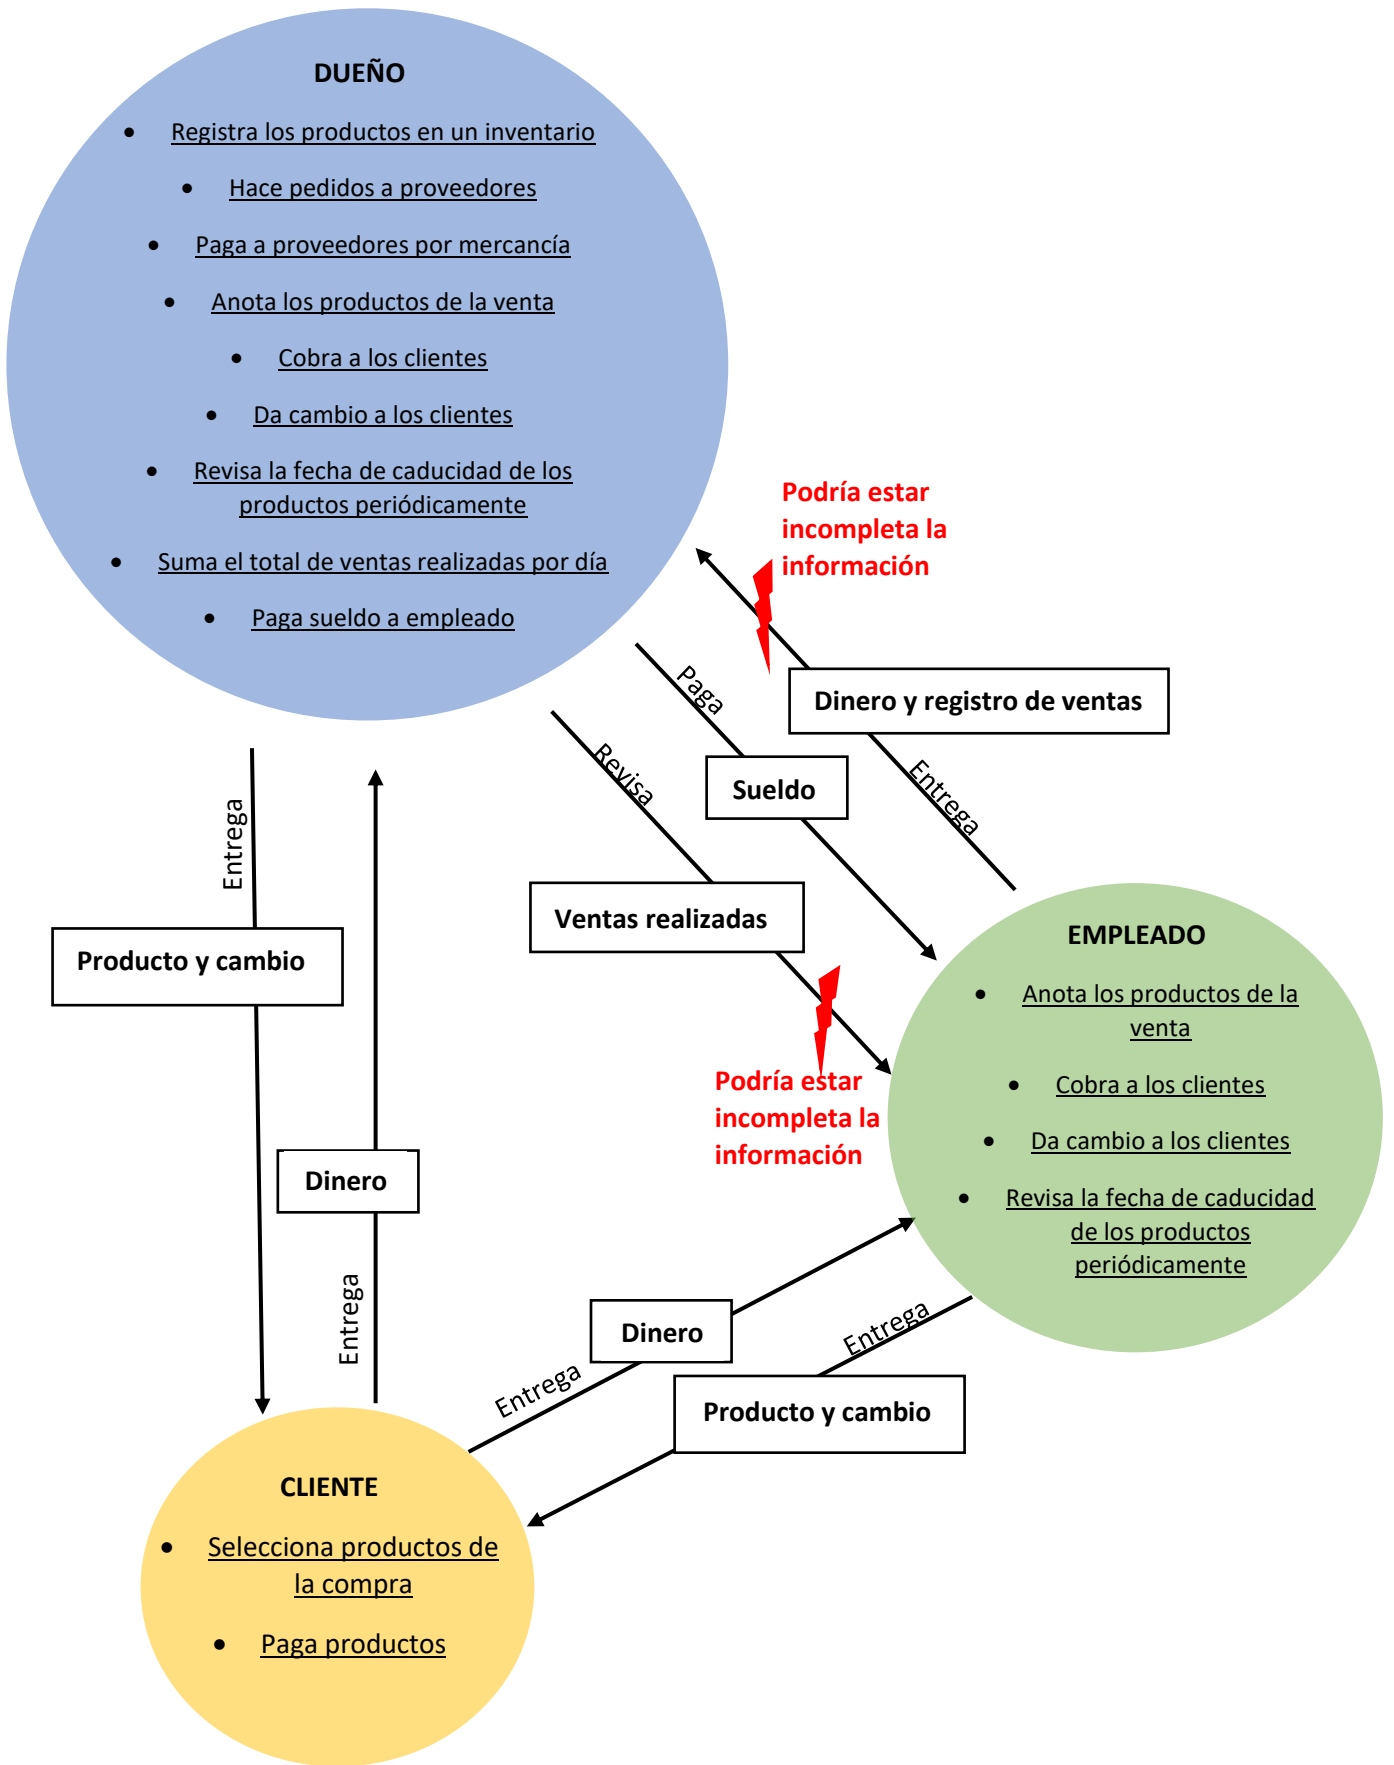 DUEÑO
• Registra los productos en un inventario
• Hace pedidos a proveedores
• Paga a proveedores por mercancía
• Anota los productos de la venta
• Cobra a los clientes
• Da cambio a los clientes
• Revisa la fecha de caducidad de los
productos periódicamente
• Suma el total de ventas realizadas por día
• Paga sueldo a empleado
Podría estar
incompleta la
información
Paga
Dinero y registro de ventas
Revisa
Sueldo
Entrega
Entrega
Ventas realizadas
Producto y cambio
EMPLEADO
• Anota los productos de la
venta
• Cobra a los clientes
• Da cambio a los clientes
• Revisa la fecha de caducidad
de los productos
periódicamente
Podría estar
incompleta la
información
Dinero
Entrega
Dinero
Entrega
Entrega
Producto y cambio
CLIENTE
• Selecciona productos de
la compra
• Paga productos